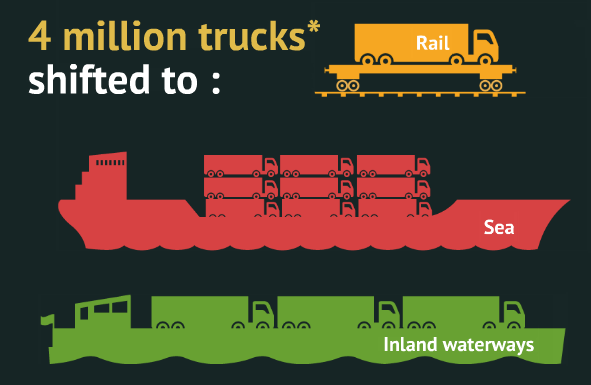 4 million trucks*
shifted to :
Rail
Sea
Inland waterways